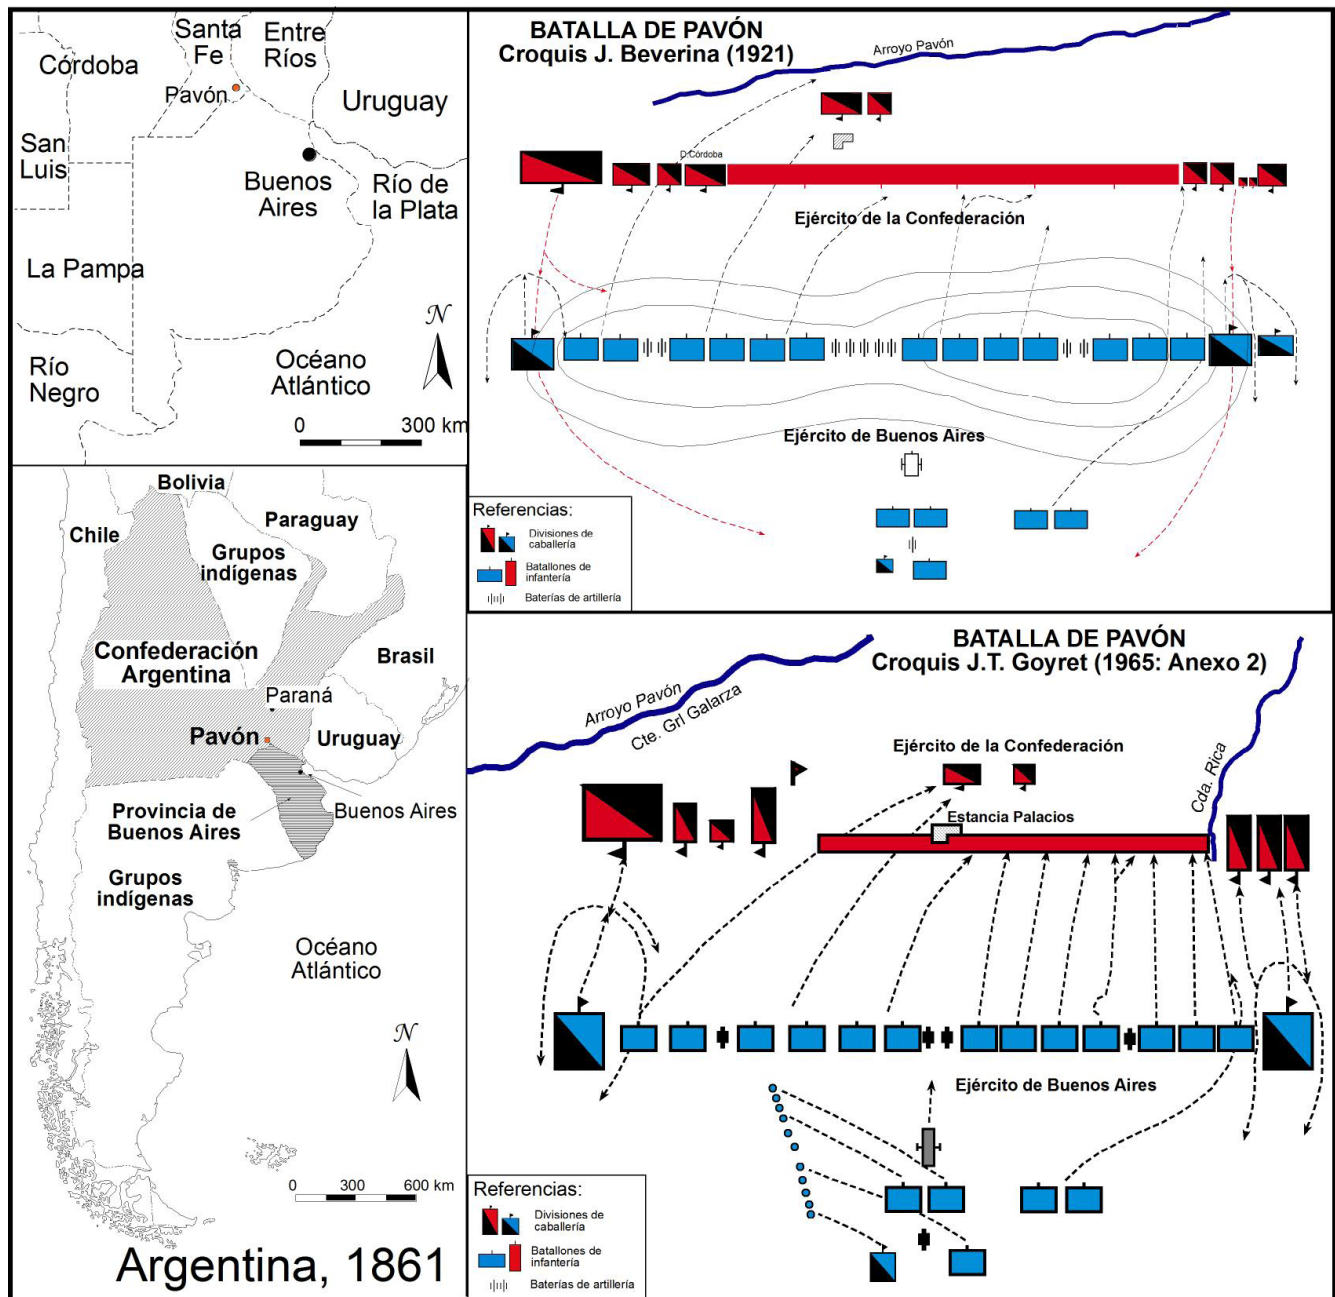 Santa
Fe
Entre
Ríos
Córdoba
Pavón
Uruguay
San
Luis
Buenos
Aires
Río de
la Plata
La Pampa
N
Río
Negro
Océano
Atlántico
0
300 km
BATALLA DE PAVÓN
Croquis J. Beverina (1921)
Arroyo Pavón
D.Córdoba
Ejército de la Confederación
Ejército de Buenos Aires
Referencias:
Divisiones de
caballería
Batallones de
infantería
Baterías de artillería
Bolivia
Chile
Paraguay
Grupos
indígenas
Confederación
Argentina
Brasil
Paraná
Pavón
Uruguay
Provincia de
Buenos Aires
Buenos Aires
Grupos
indígenas
Océano
Atlántico
N
0 300 600 km
Argentina, 1861
BATALLA DE PAVÓN
Croquis J.T. Goyret (1965: Anexo 2)
Arroyo Pavón
Cte. Grl Galarza
Ejército de la Confederación
Cda. Rica
Estancia Palacios
Ejército de Buenos Aires
Referencias:
Divisiones de
caballería
Batallones de
infantería
Baterías de artillería